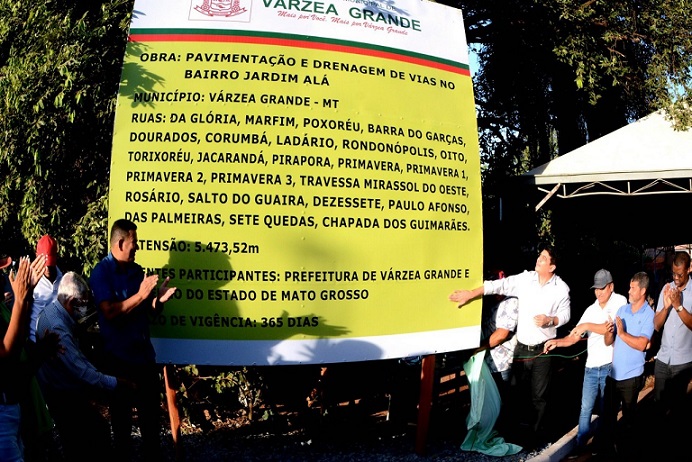 VÁRZEA GRANDE
Mais por Você. Mais por Várzea Grande
OBRA: PAVIMENTAÇÃO E DRENAGEM DE VIAS NO
BAIRRO JARDIM ALÁ
MUNICÍPIO: VÁRZEA GRANDE - MT
RUAS: DA GLÓRIA, MARFIM, POXORÉU, BARRA DO GARÇAS,
DOURADOS, CORUMBÁ, LADÁRIO, RONDONÓPOLIS, OITO,
TORIXORÉU, JACARANDÁ, PIRAPORA, PRIMAVERA, PRIMAVERA 1,
PRIMAVERA 2, PRIMAVERA 3, TRAVESSA MIRASSOL DO OESTE,
ROSÁRIO, SALTO DO GUAIRA, DEZESSETE, PAULO AFONSO,
DAS PALMEIRAS, SETE QUEDAS, CHAPADA DOS GUIMARÃES.
ATENSÃO: 5.473,52m
ENTES PARTICIPANTES: PREFEITURA DE VÁRZEA GRANDE E
DO ESTADO DE MATO GROSSO
DE VIGÊNCIA: 365 DIAS